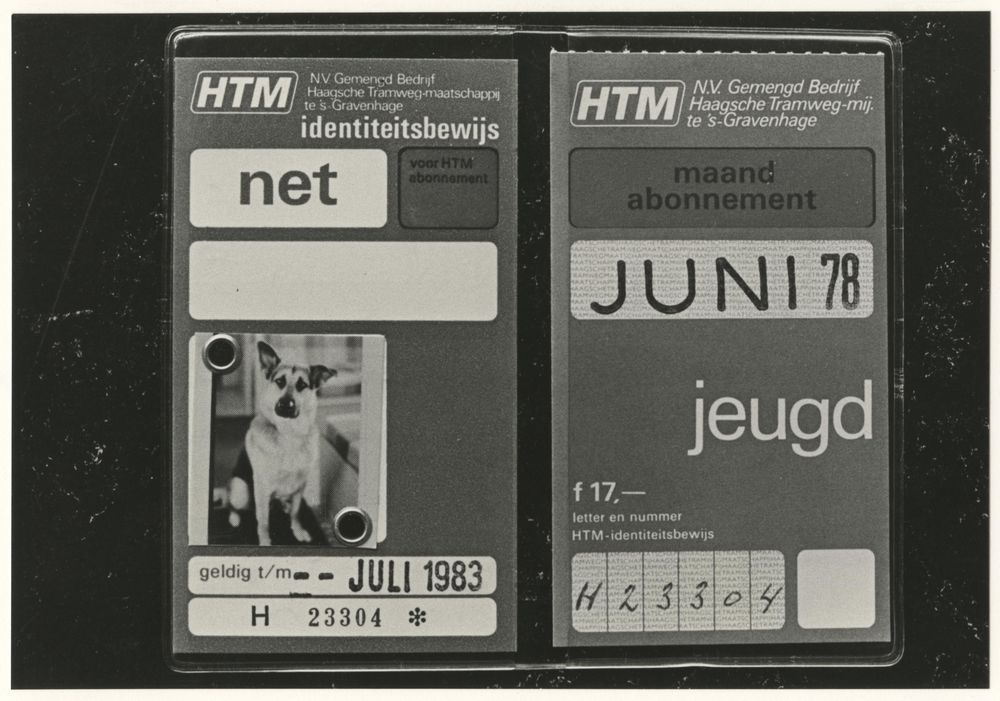 HTM
N.V. Gemengd Bedrijf
Haagsche Tramweg-maatschappij
te 's-Gravenhage
identiteitsbewijs
net
voor HTM
abonnement
geldig t/m -- JULI 1983
H 23304 *
HTM
N.V. Gemengd Bedrijf
Haagsche Tramweg-mij.
te 's-Gravenhage
maand
abonnement
JUNI 78
jeugd
f 17,—
letter en nummer
HTM-identiteitsbewijs
H 2 3 3 0 4